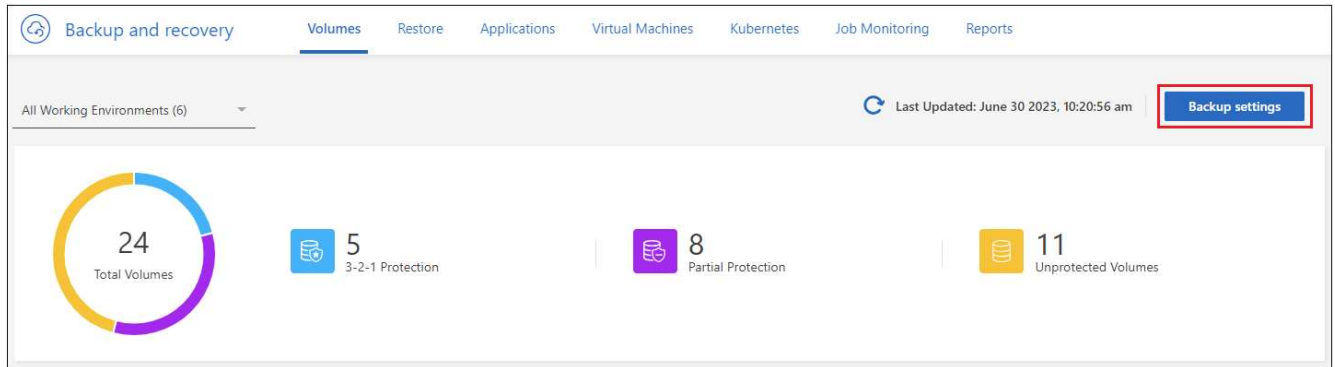 Backup and recovery Volumes Restore Applications Virtual Machines Kubernetes Job Monitoring Reports
All Working Environments (6) Last Updated: June 30 2023, 10:20:56 am Backup settings
24
Total Volumes
5
3-2-1 Protection
8
Partial Protection
11
Unprotected Volumes